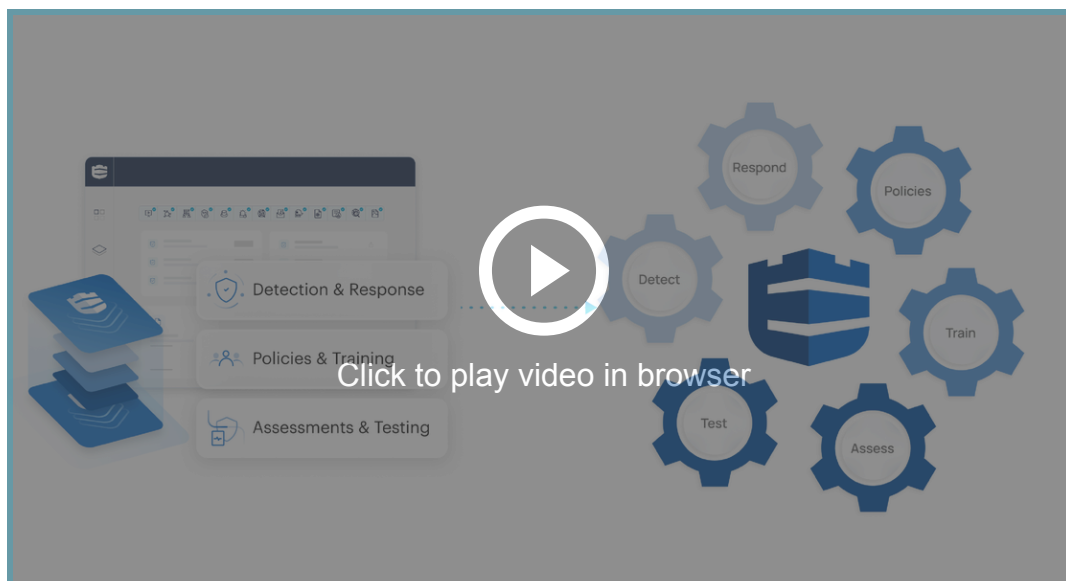 Detection & Response
Policies & Training
Assessments & Testing
Click to play video in browser
Respond
Policies
Detect
Train
Test
Assess